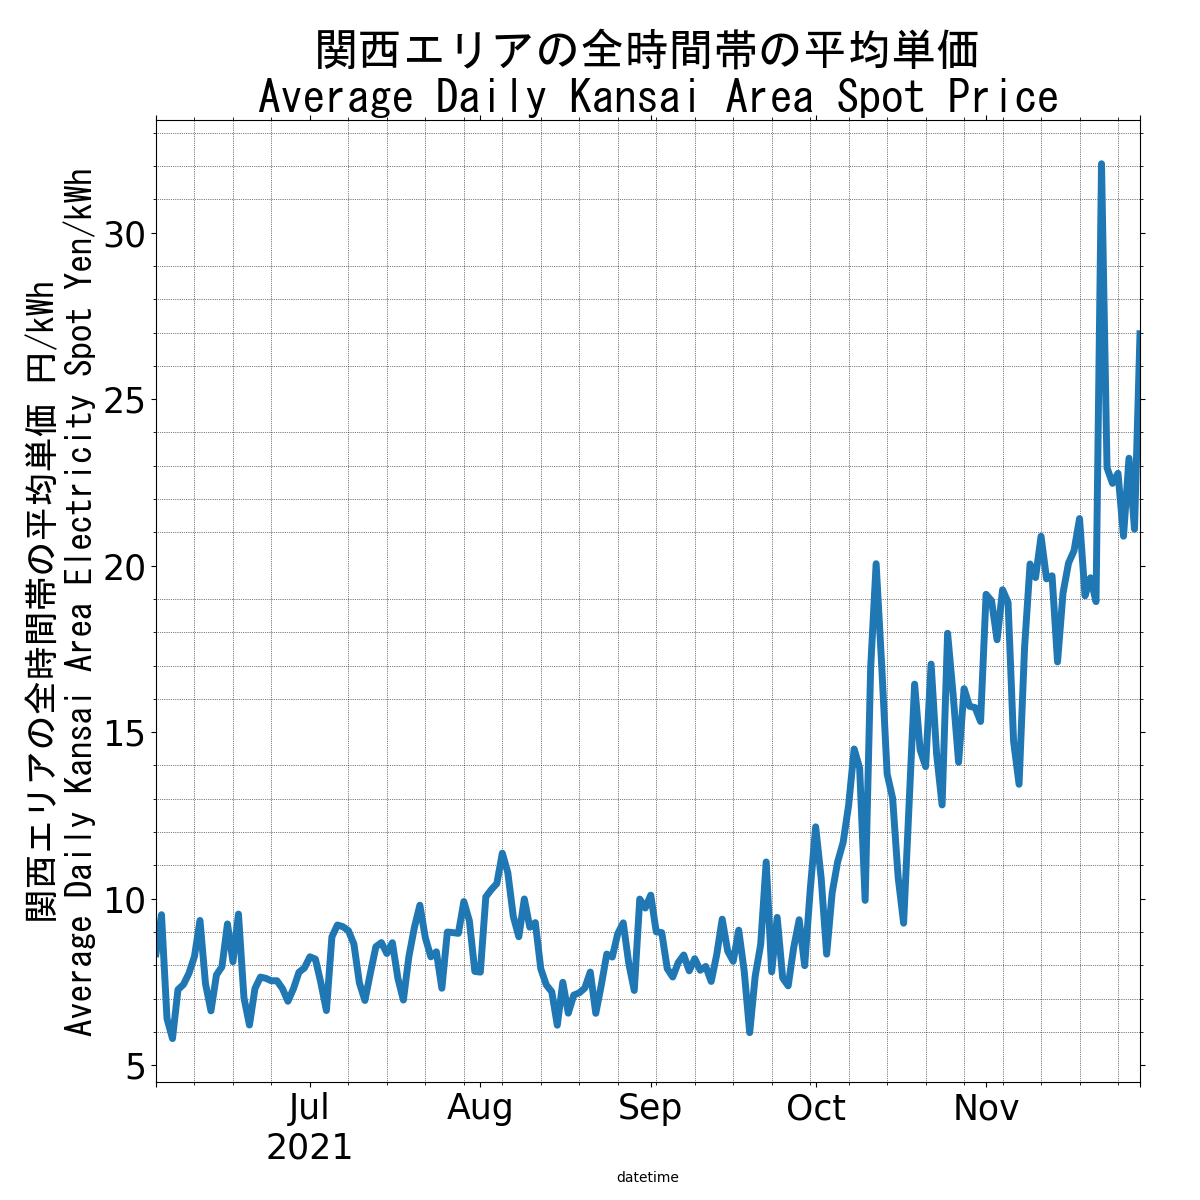 関西エリアの全時間帯の平均単価
Average Daily Kansai Area Spot Price
関西エリアの全時間帯の平均単価 円/kWh
Average Daily Kansai Area Electricity Spot Yen/kWh
30
25
20
15
10
5
Jul
2021
Aug
Sep
Oct
Nov
datetime